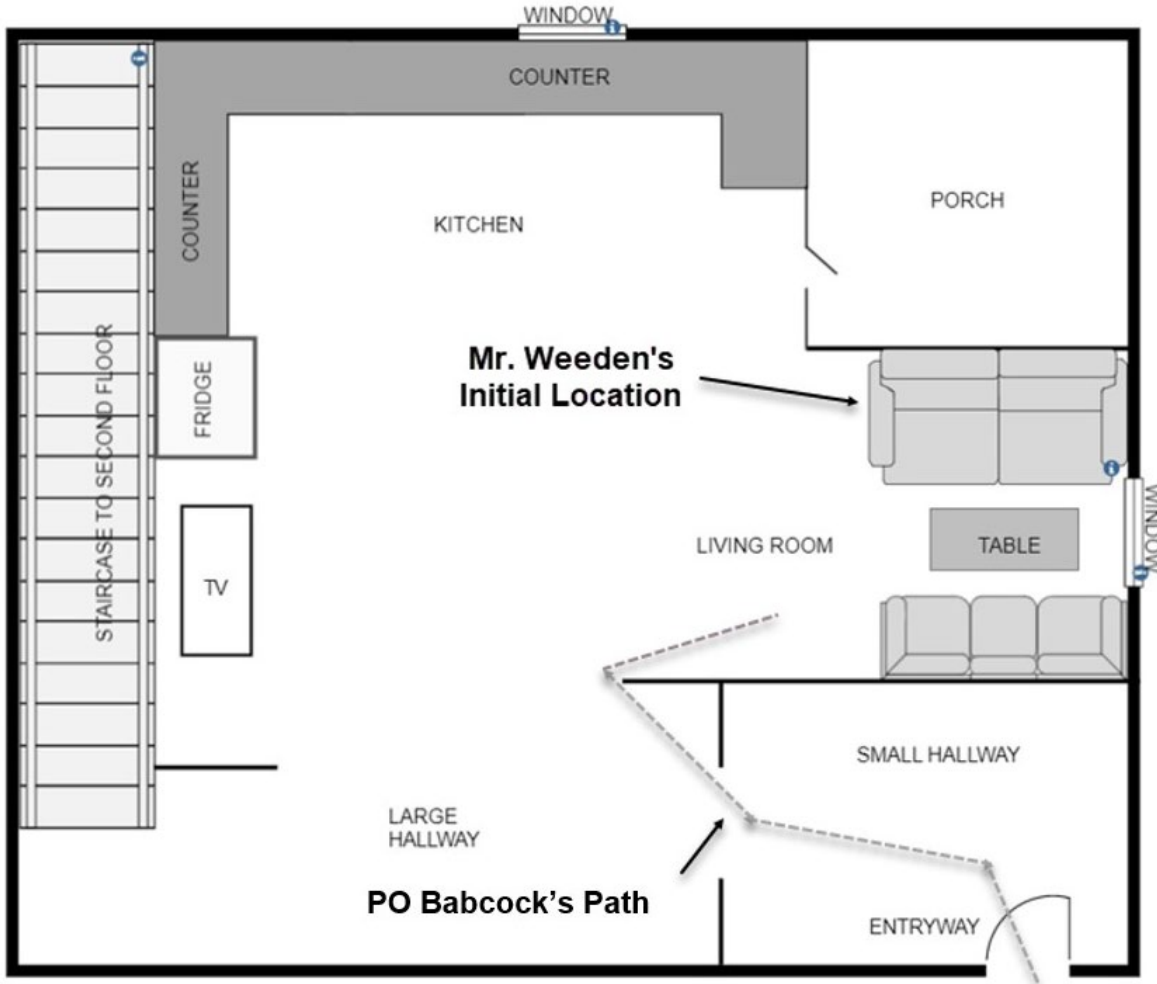 WINDOW
COUNTER
COUNTER
KITCHEN
PORCH
Mr. Weeden's
Initial Location
STAIRCASE TO SECOND FLOOR
FRIDGE
WINDOW
TV
LIVING ROOM
TABLE
SMALL HALLWAY
LARGE
HALLWAY
PO Babcock’s Path
ENTRYWAY